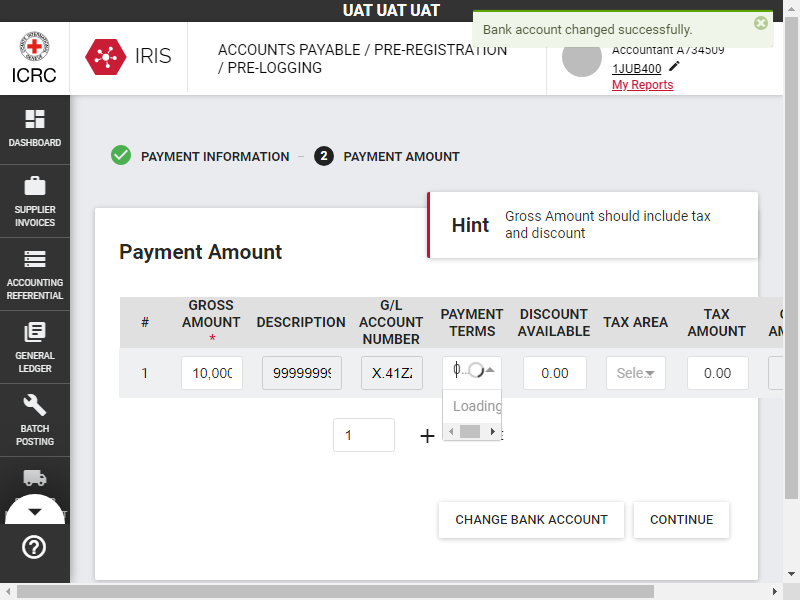 UAT UAT UAT
Bank account changed successfully.
ICRC
IRIS
ACCOUNTS PAYABLE / PRE-REGISTRATION
/ PRE-LOGGING
Accountant A734509
1JUB400
My Reports
DASHBOARD
SUPPLIER
INVOICES
ACCOUNTING
REFERENTIAL
GENERAL
LEDGER
BATCH
POSTING
PAYMENT INFORMATION
2 PAYMENT AMOUNT
Hint
Gross Amount should include tax
and discount
Payment Amount
# GROSS AMOUNT * DESCRIPTION G/L ACCOUNT NUMBER PAYMENT TERMS DISCOUNT AVAILABLE TAX AREA TAX AMOUNT
1 10,000 99999999 X.41Z 0.00 Sele... 0.00
Loading
1 +
CHANGE BANK ACCOUNT
CONTINUE